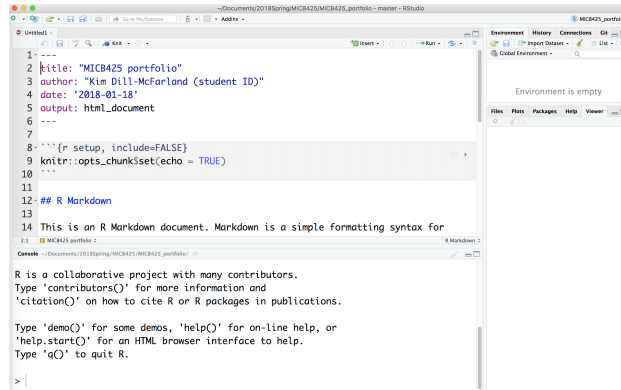 ~/Documents/2018Spring/MICB425/MICB425_portfolio - master - RStudio
Go to file/function
Addins
MICB425_portfol
Untitled1
Knit
Insert
Run
1 ---
2 title: "MICB425 portfolio"
3 author: "Kim Dill-McFarland (student ID)"
4 date: '2018-01-18'
5 output: html_document
6 ---
7
8 ```{r setup, include=FALSE}
9 knitr::opts_chunk$set(echo = TRUE)
10 ```
11
12 ## R Markdown
13
14 This is an R Markdown document. Markdown is a simple formatting syntax for
2:1 MICB425 portfolio R Markdown
Console ~/Documents/2018Spring/MICB425/MICB425_portfolio/
R is a collaborative project with many contributors.
Type 'contributors()' for more information and
'citation()' on how to cite R or R packages in publications.
Type 'demo()' for some demos, 'help()' for on-line help, or
'help.start()' for an HTML browser interface to help.
Type 'q()' to quit R.
>
Environment History Connections Git
Import Dataset List
Global Environment
Environment is empty
Files Plots Packages Help Viewer